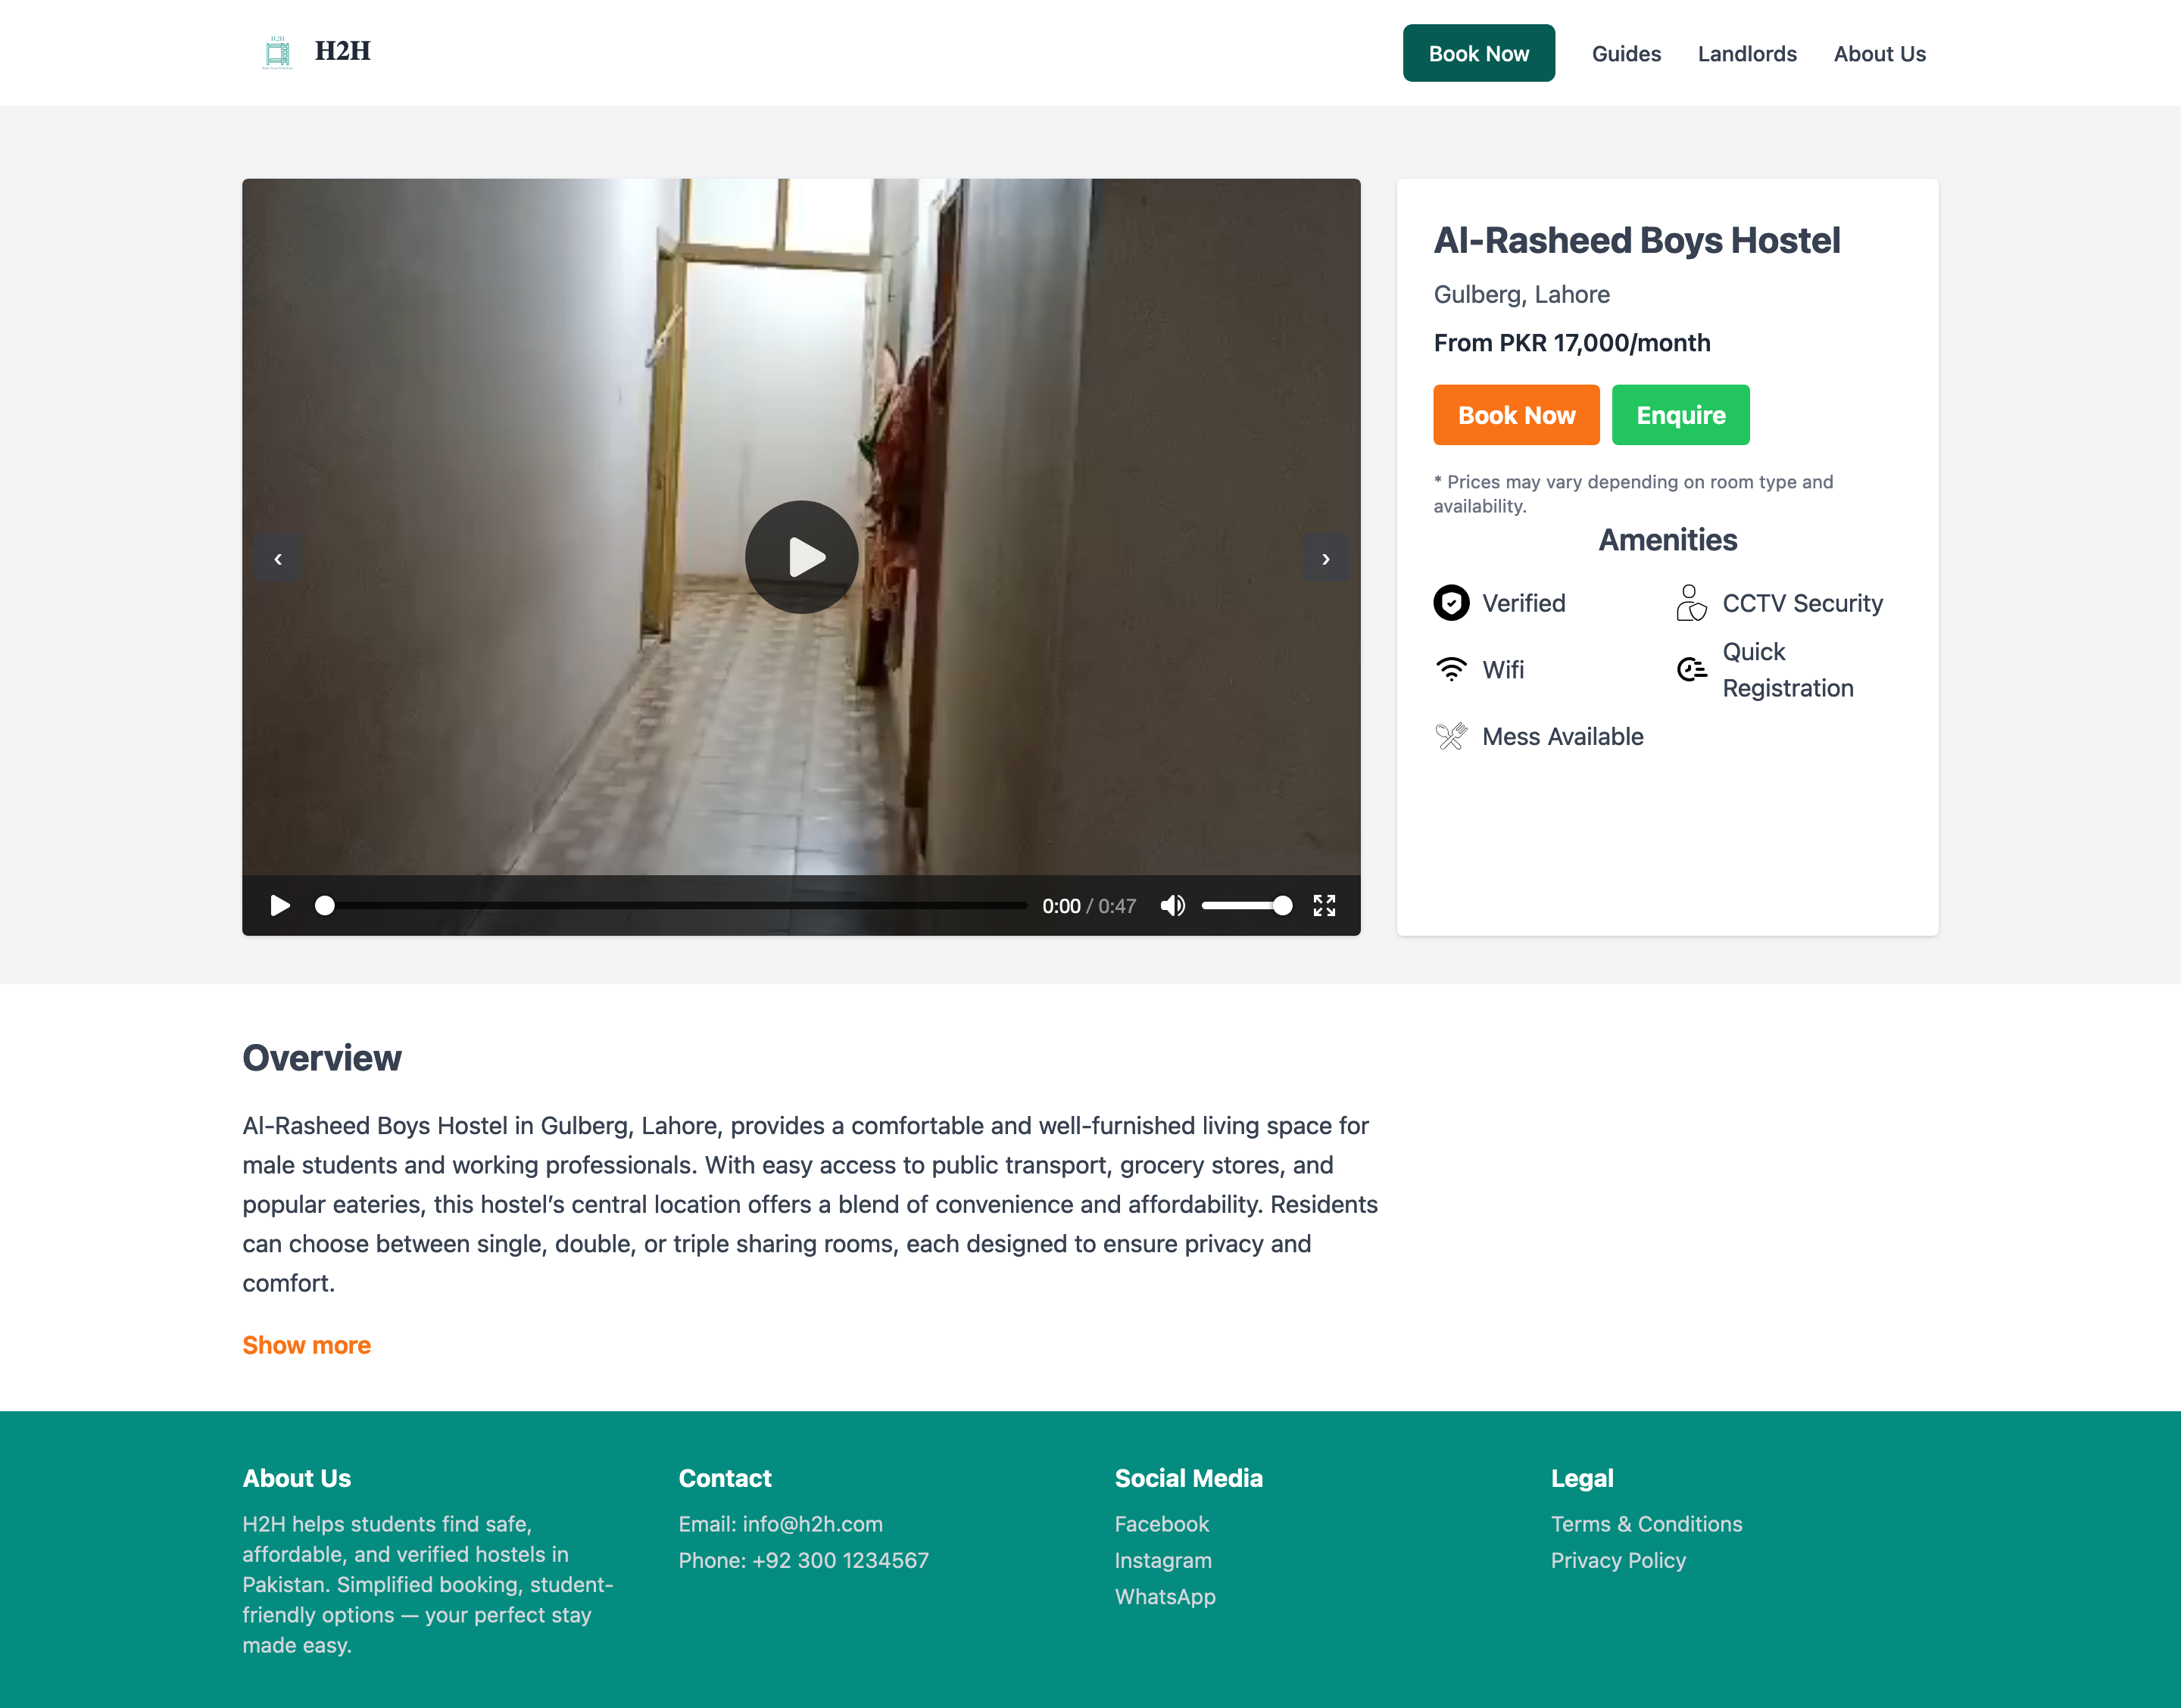 H2H
H2H
Book Now
Guides
Landlords
About Us
Al-Rasheed Boys Hostel
Gulberg, Lahore
From PKR 17,000/month
Book Now
Enquire
* Prices may vary depending on room type and
availability.
Amenities
Verified
CCTV Security
Wifi
Quick
Registration
Mess Available
‹
›
0:00 / 0:47
Overview
Al-Rasheed Boys Hostel in Gulberg, Lahore, provides a comfortable and well-furnished living space for
male students and working professionals. With easy access to public transport, grocery stores, and
popular eateries, this hostel’s central location offers a blend of convenience and affordability. Residents
can choose between single, double, or triple sharing rooms, each designed to ensure privacy and
comfort.
Show more
About Us
H2H helps students find safe,
affordable, and verified hostels in
Pakistan. Simplified booking, student-
friendly options — your perfect stay
made easy.
Contact
Email: info@h2h.com
Phone: +92 300 1234567
Social Media
Facebook
Instagram
WhatsApp
Legal
Terms & Conditions
Privacy Policy